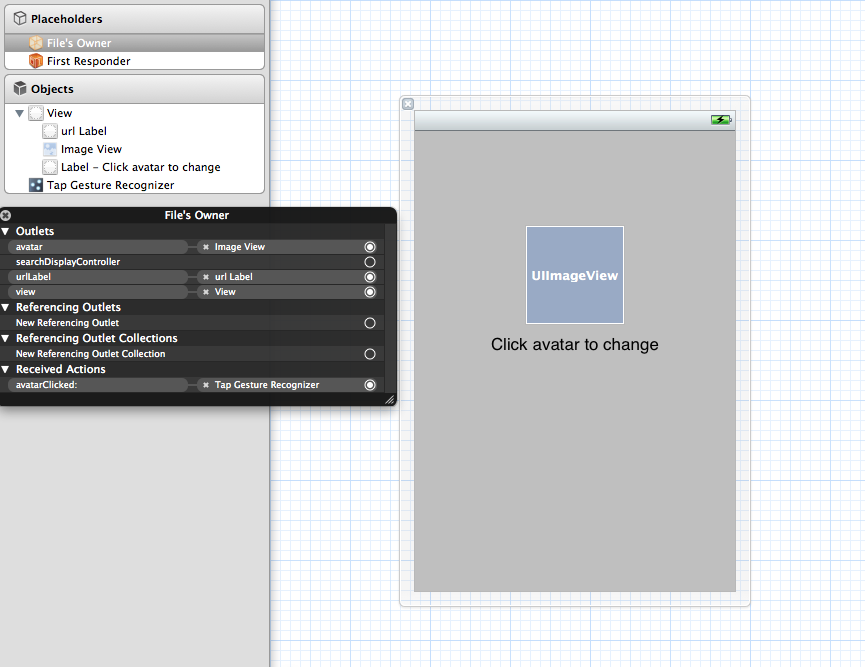 Placeholders
File's Owner
First Responder
Objects
View
url Label
Image View
Label - Click avatar to change
Tap Gesture Recognizer
File's Owner
Outlets
avatar Image View
searchDisplayController
urlLabel url Label
view View
Referencing Outlets
New Referencing Outlet
Referencing Outlet Collections
New Referencing Outlet Collection
Received Actions
avatarClicked: Tap Gesture Recognizer
UIImageView
Click avatar to change